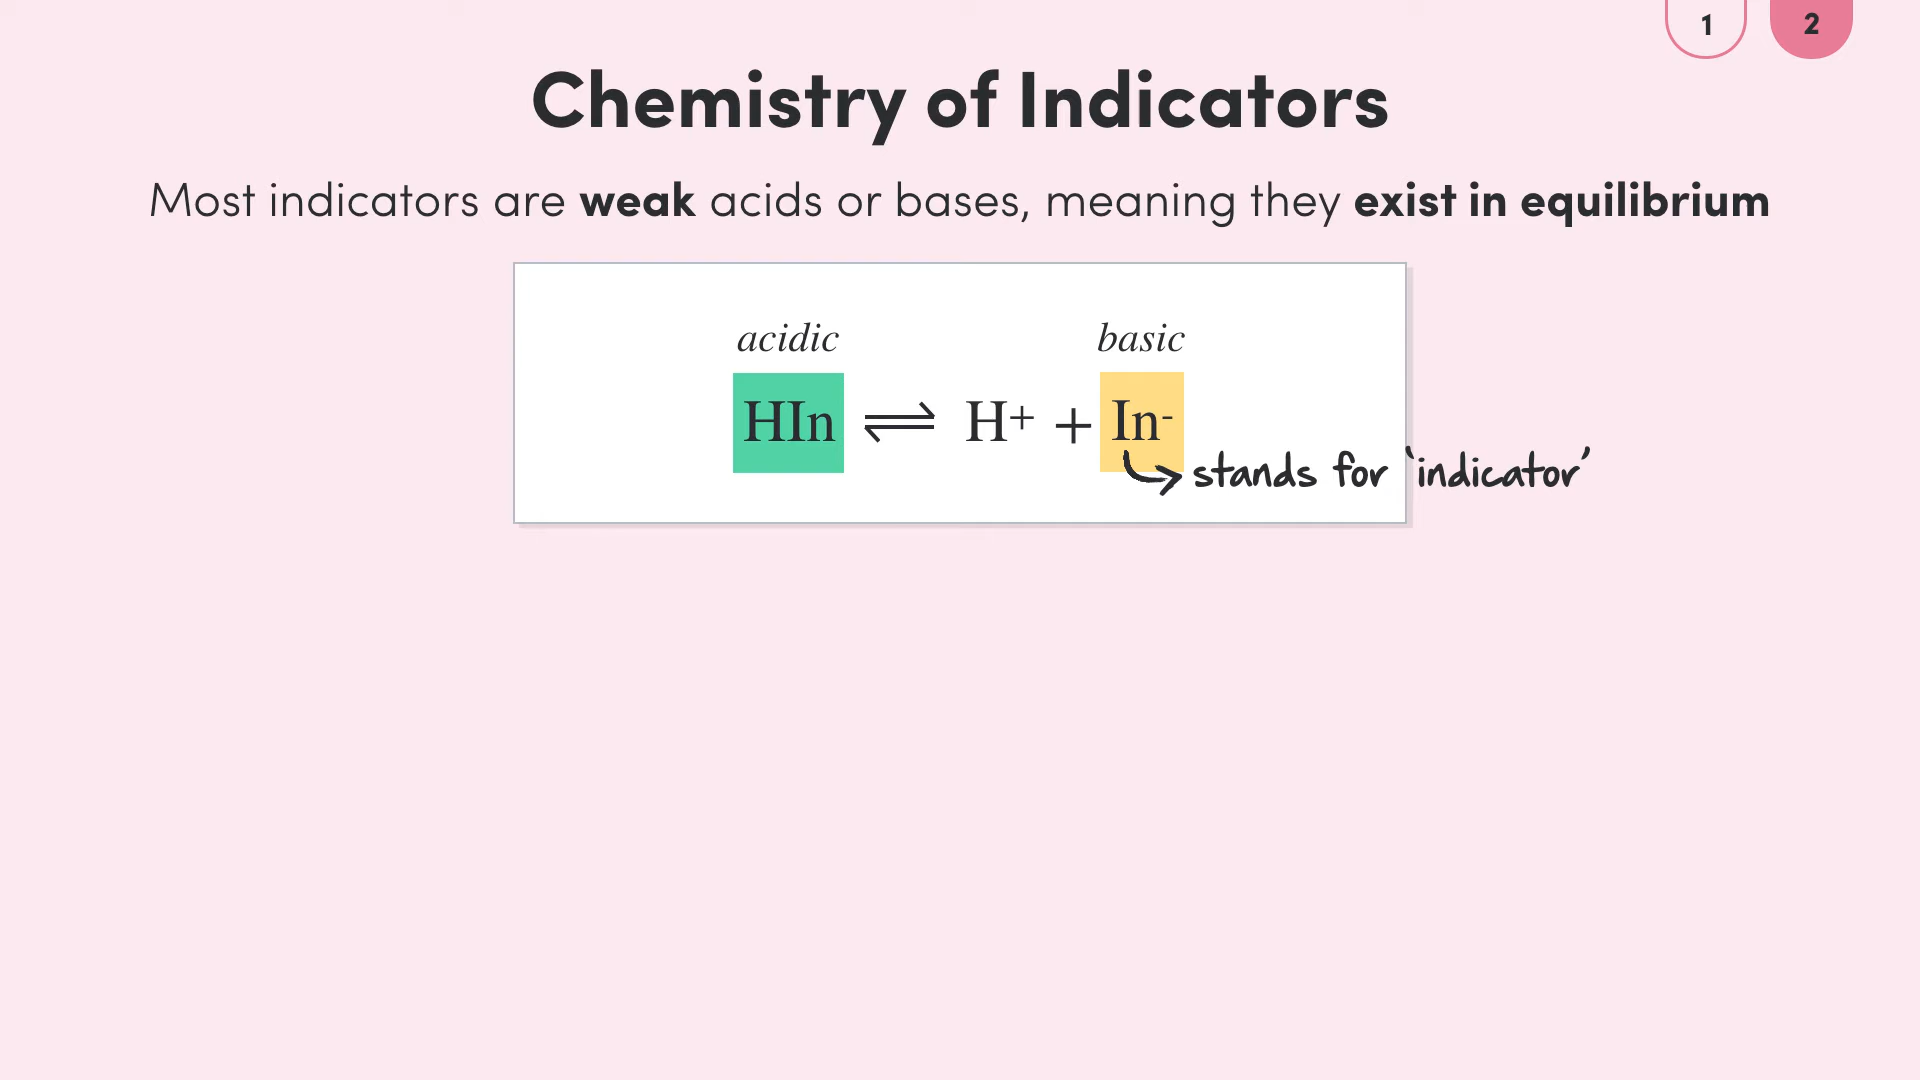 1 2
Chemistry of Indicators
Most indicators are weak acids or bases, meaning they exist in equilibrium
acidic basic
HIn ⇌ H⁺ + In⁻
stands for ‘indicator’